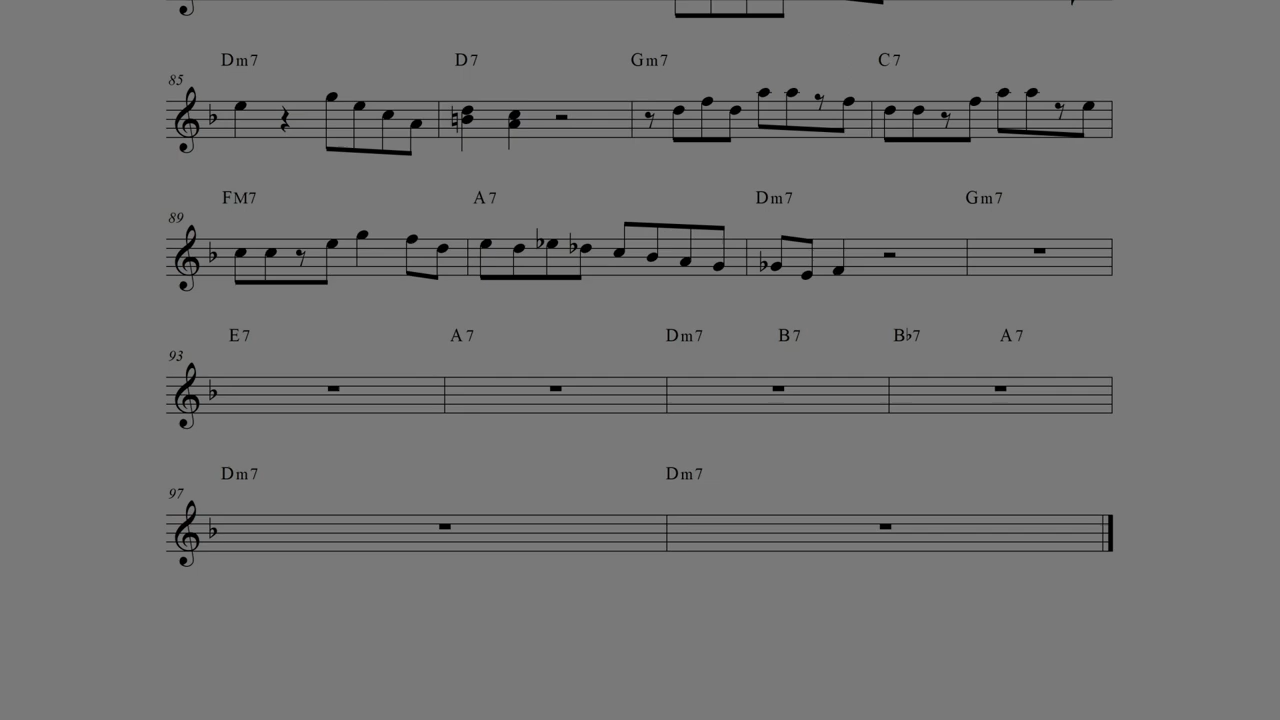 Dm7 D7 Gm7 C7
85
FM7 A7 Dm7 Gm7
89
E7 A7 Dm7 B7 B♭7 A7
93
Dm7 Dm7
97